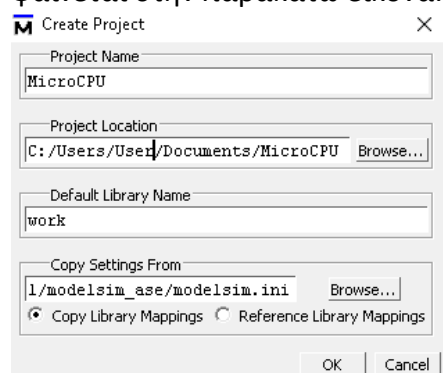 Create Project
Project Name
MicroCPU
Project Location
C:/Users/User/Documents/MicroCPU Browse...
Default Library Name
work
Copy Settings From
l/modelsim_ase/modelsim.ini Browse...
Copy Library Mappings Reference Library Mappings
OK Cancel